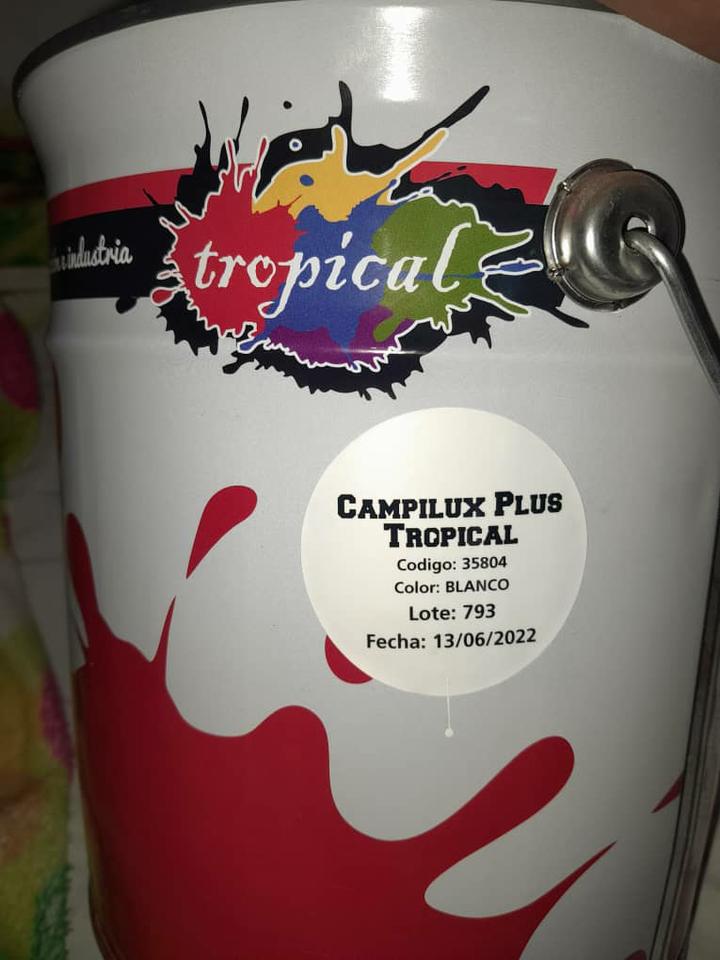 e industria
tropical
CAMPILUX PLUS
TROPICAL
Codigo: 35804
Color: BLANCO
Lote: 793
Fecha: 13/06/2022